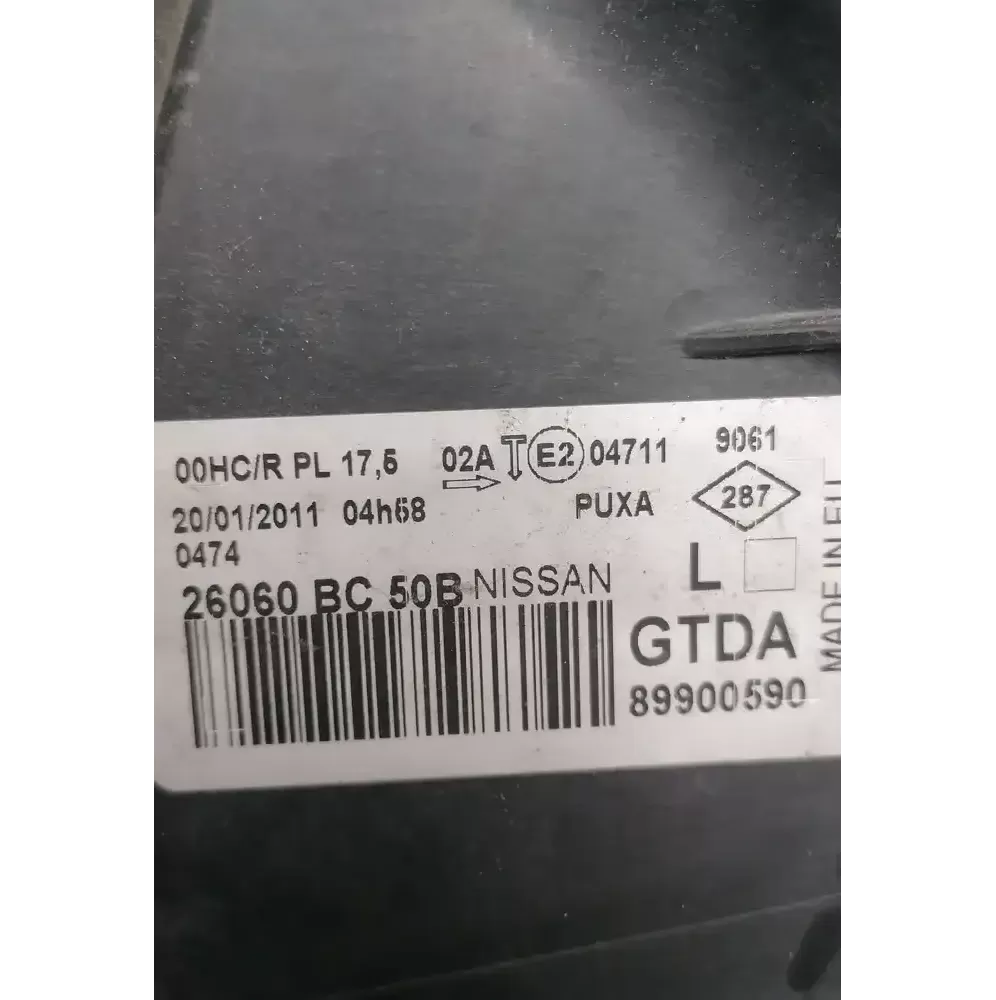 00HC/R PL 17,5 02A E2 04711 9061
20/01/2011 04h58 PUXA 287
0474
26060 BC 50B NISSAN L
GTDA
89900590
MADE IN EU